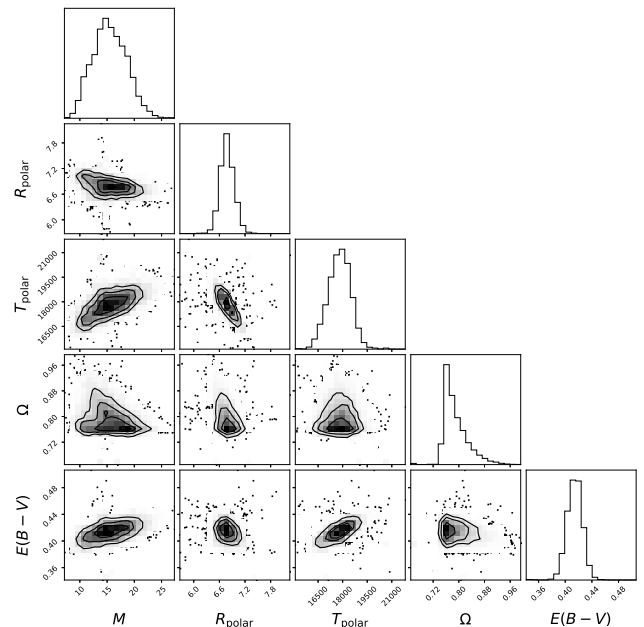 7.8
7.2
6.6
6.0
R_polar
21000
19500
18000
16500
T_polar
0.96
0.88
0.80
0.72
Ω
0.48
0.44
0.40
0.36
E(B − V)
10 15 20 25
6.0 6.6 7.2 7.8
16500 18000 19500 21000
0.72 0.80 0.88 0.96
0.36 0.40 0.44 0.48
M R_polar T_polar Ω E(B − V)